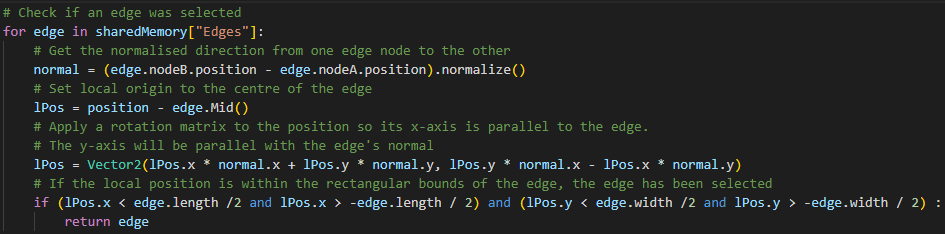 # Check if an edge was selected
for edge in sharedMemory["Edges"]:
    # Get the normalised direction from one edge node to the other
    normal = (edge.nodeB.position - edge.nodeA.position).normalize()
    # Set local origin to the centre of the edge
    lPos = position - edge.Mid()
    # Apply a rotation matrix to the position so its x-axis is parallel to the edge.
    # The y-axis will be parallel with the edge's normal
    lPos = Vector2(lPos.x * normal.x + lPos.y * normal.y, lPos.y * normal.x - lPos.x * normal.y)
    # If the local position is within the rectangular bounds of the edge, the edge has been selected
    if (lPos.x < edge.length /2 and lPos.x > -edge.length / 2) and (lPos.y < edge.width /2 and lPos.y > -edge.width / 2) :
        return edge